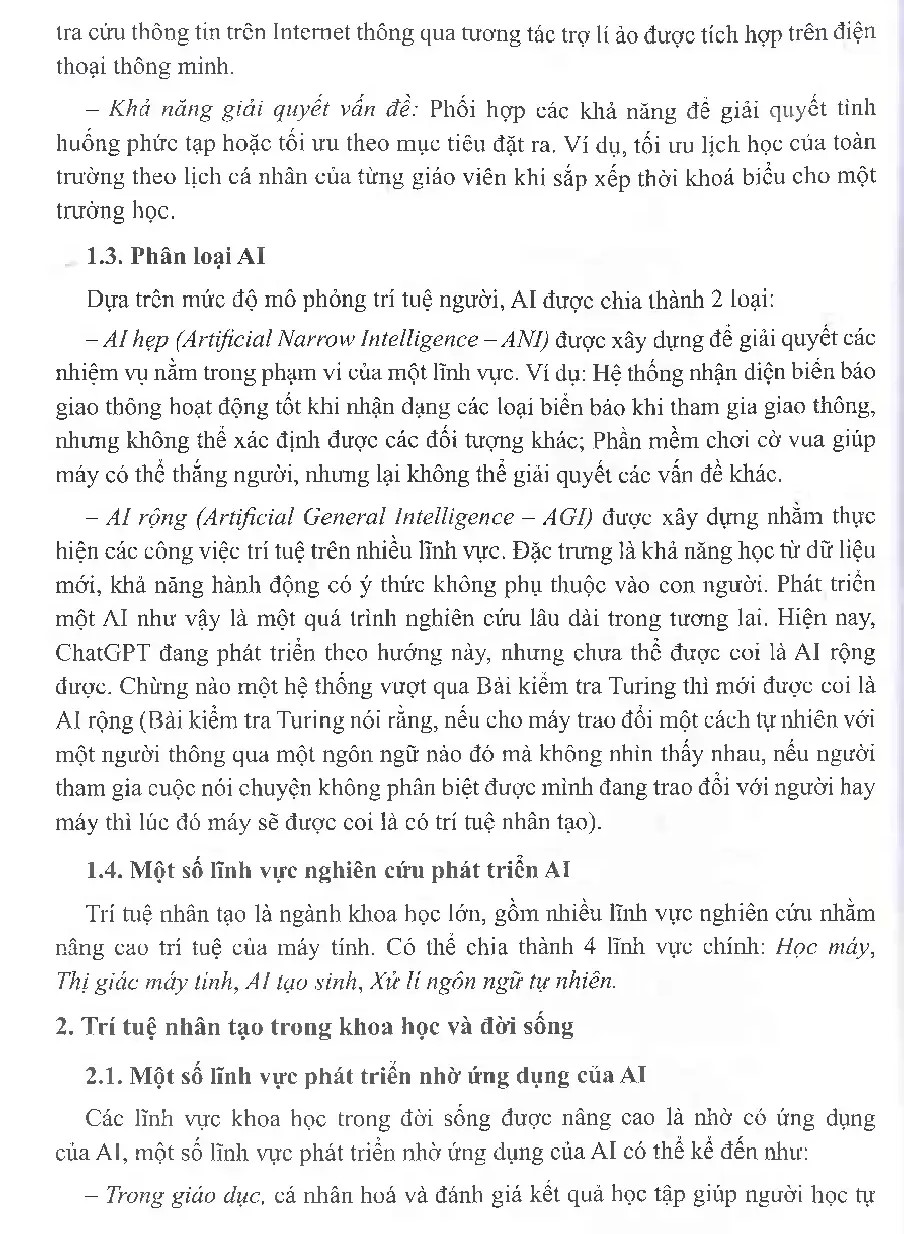 tra cứu thông tin trên Internet thông qua tương tác trợ lí ảo được tích hợp trên điện
thoại thông minh.
– Khả năng giải quyết vấn đề: Phối hợp các khả năng để giải quyết tình
huống phức tạp hoặc tối ưu theo mục tiêu đặt ra. Ví dụ, tối ưu lịch học của toàn
trường theo lịch cá nhân của từng giáo viên khi sắp xếp thời khoá biểu cho một
trường học.
1.3. Phân loại AI
Dựa trên mức độ mô phỏng trí tuệ người, AI được chia thành 2 loại:
– AI hẹp (Artificial Narrow Intelligence – ANI) được xây dựng để giải quyết các
nhiệm vụ nằm trong phạm vi của một lĩnh vực. Ví dụ: Hệ thống nhận diện biển báo
giao thông hoạt động tốt khi nhận dạng các loại biển báo khi tham gia giao thông,
nhưng không thể xác định được các đối tượng khác; Phần mềm chơi cờ vua giúp
máy có thể thắng người, nhưng lại không thể giải quyết các vấn đề khác.
– AI rộng (Artificial General Intelligence – AGI) được xây dựng nhằm thực
hiện các công việc trí tuệ trên nhiều lĩnh vực. Đặc trưng là khả năng học từ dữ liệu
mới, khả năng hành động có ý thức không phụ thuộc vào con người. Phát triển
một AI như vậy là một quá trình nghiên cứu lâu dài trong tương lai. Hiện nay,
ChatGPT đang phát triển theo hướng này, nhưng chưa thể được coi là AI rộng
được. Chừng nào một hệ thống vượt qua Bài kiểm tra Turing thì mới được coi là
AI rộng (Bài kiểm tra Turing nói rằng, nếu cho máy trao đổi một cách tự nhiên với
một người thông qua một ngôn ngữ nào đó mà không nhìn thấy nhau, nếu người
tham gia cuộc nói chuyện không phân biệt được mình đang trao đổi với người hay
máy thì lúc đó máy sẽ được coi là có trí tuệ nhân tạo).
1.4. Một số lĩnh vực nghiên cứu phát triển AI
Trí tuệ nhân tạo là ngành khoa học lớn, gồm nhiều lĩnh vực nghiên cứu nhằm
nâng cao trí tuệ của máy tính. Có thể chia thành 4 lĩnh vực chính: Học máy,
Thị giác máy tính, AI tạo sinh, Xử lí ngôn ngữ tự nhiên.
2. Trí tuệ nhân tạo trong khoa học và đời sống
2.1. Một số lĩnh vực phát triển nhờ ứng dụng của AI
Các lĩnh vực khoa học trong đời sống được nâng cao là nhờ có ứng dụng
của AI, một số lĩnh vực phát triển nhờ ứng dụng của AI có thể kể đến như:
– Trong giáo dục, cá nhân hoá và đánh giá kết quả học tập giúp người học tự